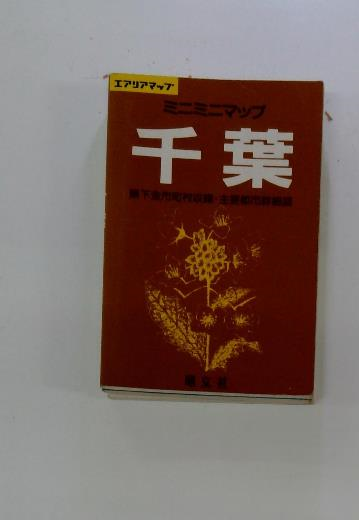 エアリアマップ
ミニミニマップ
千葉
県下全市町村収録・主要都市詳細図
昭文社